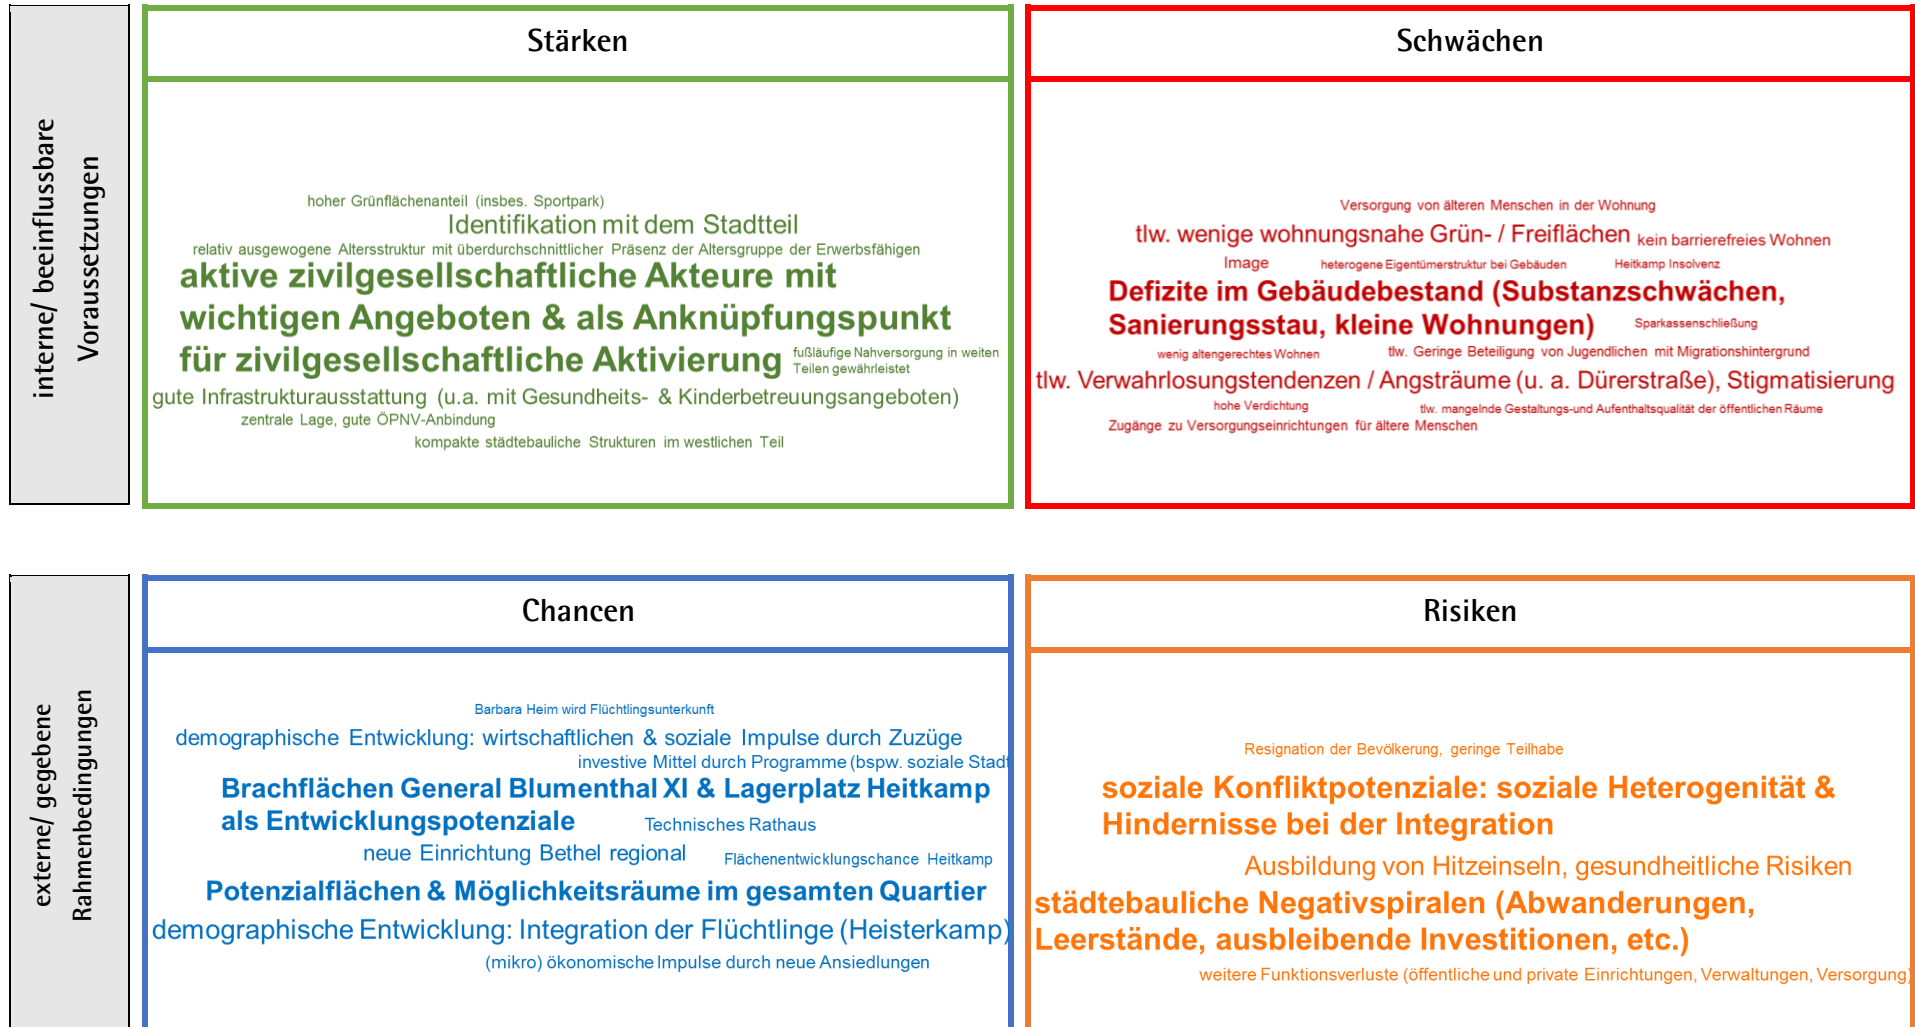 interne/ beeinflussbare
Voraussetzungen
Stärken
hoher Grünflächenanteil (insbes. Sportpark)
Identifikation mit dem Stadtteil
relativ ausgewogene Altersstruktur mit überdurchschnittlicher Präsenz der Altersgruppe der Erwerbsfähigen
aktive zivilgesellschaftliche Akteure mit
wichtigen Angeboten & als Anknüpfungspunkt
für zivilgesellschaftliche Aktivierung
fußläufige Nahversorgung in weiten
Teilen gewährleistet
gute Infrastrukturausstattung (u.a. mit Gesundheits- & Kinderbetreuungsangeboten)
zentrale Lage, gute ÖPNV-Anbindung
kompakte städtebauliche Strukturen im westlichen Teil
Schwächen
Versorgung von älteren Menschen in der Wohnung
tlw. wenige wohnungsnahe Grün- / Freiflächen
kein barrierefreies Wohnen
Image
heterogene Eigentümerstruktur bei Gebäuden
Heitkamp Insolvenz
Defizite im Gebäudebestand (Substanzschwächen,
Sanierungsstau, kleine Wohnungen)
Sparkassenschließung
wenig altengerechtes Wohnen
tlw. Geringe Beteiligung von Jugendlichen mit Migrationshintergrund
tlw. Verwahrlosungstendenzen / Angsträume (u. a. Dürerstraße), Stigmatisierung
hohe Verdichtung
tlw. mangelnde Gestaltungs-und Aufenthaltsqualität der öffentlichen Räume
Zugänge zu Versorgungseinrichtungen für ältere Menschen
externe/ gegebene
Rahmenbedingungen
Chancen
Barbara Heim wird Flüchtlingsunterkunft
demographische Entwicklung: wirtschaftlichen & soziale Impulse durch Zuzüge
investive Mittel durch Programme (bspw. soziale Stadt
Brachflächen General Blumenthal XI & Lagerplatz Heitkamp
als Entwicklungspotenziale
Technisches Rathaus
neue Einrichtung Bethel regional
Flächenentwicklungschance Heitkamp
Potenzialflächen & Möglichkeitsräume im gesamten Quartier
demographische Entwicklung: Integration der Flüchtlinge (Heisterkamp)
(mikro) ökonomische Impulse durch neue Ansiedlungen
Risiken
Resignation der Bevölkerung, geringe Teilhabe
soziale Konfliktpotenziale: soziale Heterogenität &
Hindernisse bei der Integration
Ausbildung von Hitzeinseln, gesundheitliche Risiken
städtebauliche Negativspiralen (Abwanderungen,
Leerstände, ausbleibende Investitionen, etc.)
weitere Funktionsverluste (öffentliche und private Einrichtungen, Verwaltungen, Versorgung)